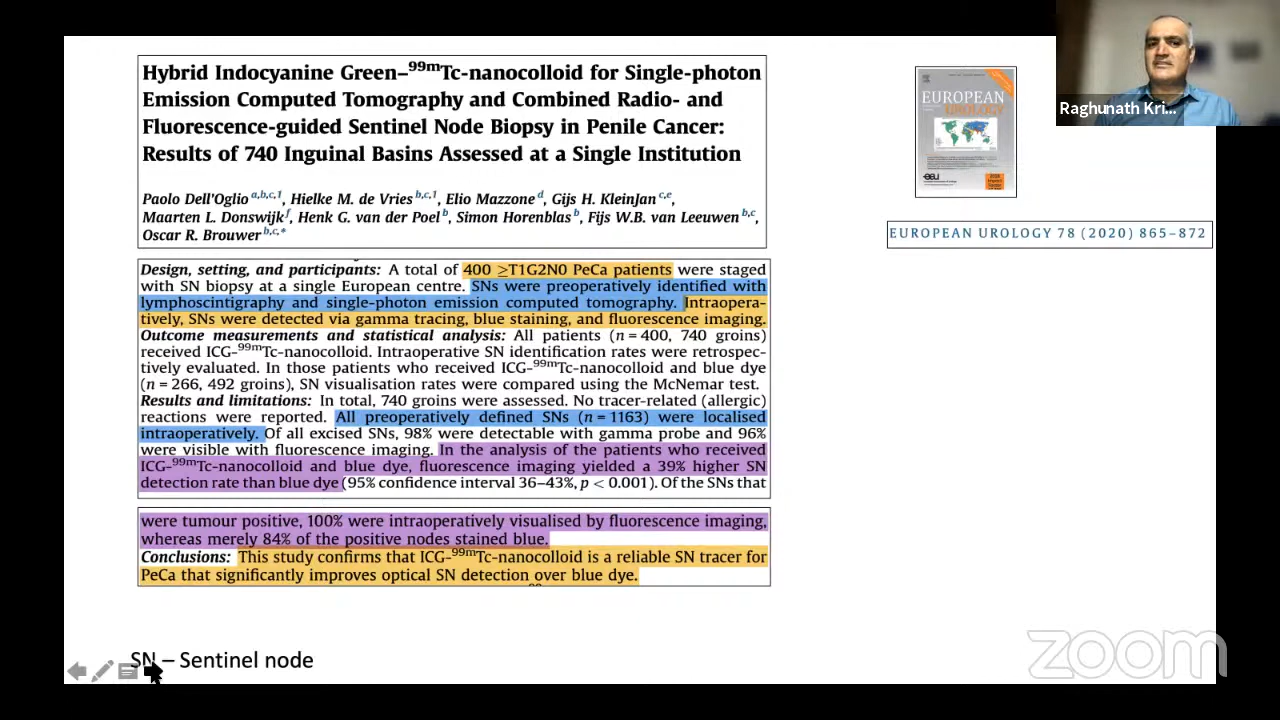 Hybrid Indocyanine Green–99mTc-nanocolloid for Single-photon
Emission Computed Tomography and Combined Radio- and
Fluorescence-guided Sentinel Node Biopsy in Penile Cancer:
Results of 740 Inguinal Basins Assessed at a Single Institution
Paolo Dell'Oglio a,b,c,1, Hielke M. de Vries b,c,1, Elio Mazzone d, Gijs H. KleinJan c,e,
Maarten L. Donswijk f, Henk G. van der Poel b, Simon Horenblas b, Fijs W.B. van Leeuwen b,c,
Oscar R. Brouwer b,c,*
Design, setting, and participants: A total of 400 ≥T1G2N0 PeCa patients were staged
with SN biopsy at a single European centre. SNs were preoperatively identified with
lymphoscintigraphy and single-photon emission computed tomography. Intraopera-
tively, SNs were detected via gamma tracing, blue staining, and fluorescence imaging.
Outcome measurements and statistical analysis: All patients (n = 400, 740 groins)
received ICG-99mTc-nanocolloid. Intraoperative SN identification rates were retrospec-
tively evaluated. In those patients who received ICG-99mTc-nanocolloid and blue dye
(n = 266, 492 groins), SN visualisation rates were compared using the McNemar test.
Results and limitations: In total, 740 groins were assessed. No tracer-related (allergic)
reactions were reported. All preoperatively defined SNs (n = 1163) were localised
intraoperatively. Of all excised SNs, 98% were detectable with gamma probe and 96%
were visible with fluorescence imaging. In the analysis of the patients who received
ICG-99mTc-nanocolloid and blue dye, fluorescence imaging yielded a 39% higher SN
detection rate than blue dye (95% confidence interval 36–43%, p < 0.001). Of the SNs that
were tumour positive, 100% were intraoperatively visualised by fluorescence imaging,
whereas merely 84% of the positive nodes stained blue.
Conclusions: This study confirms that ICG-99mTc-nanocolloid is a reliable SN tracer for
PeCa that significantly improves optical SN detection over blue dye.
SN – Sentinel node
EUROPEAN
UROLOGY
eau
EUROPEAN UROLOGY 78 (2020) 865–872
Raghunath Kri...
zoom